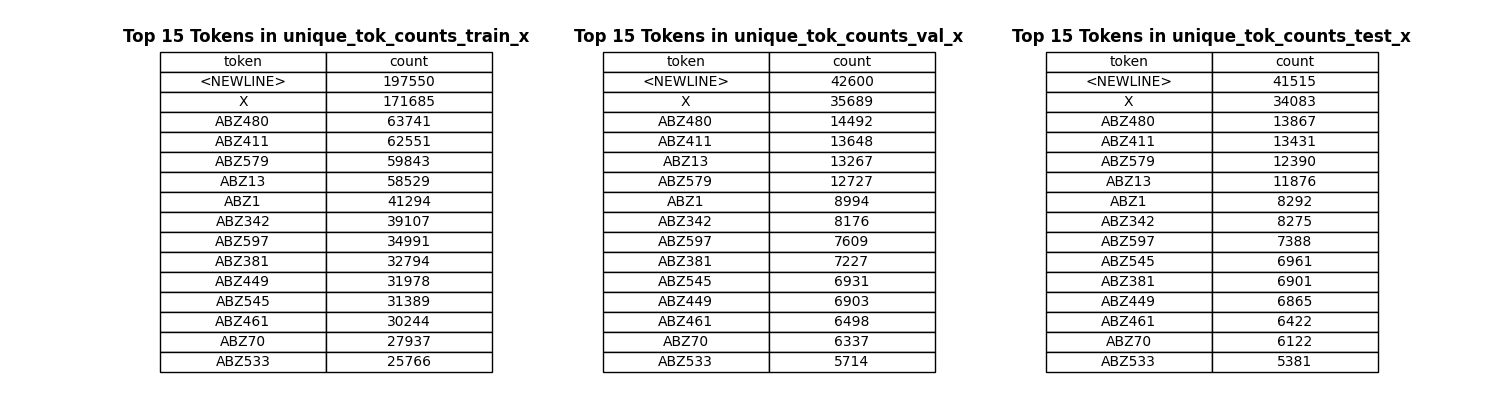 Top 15 Tokens in unique_tok_counts_train_x
token count
<NEWLINE> 197550
X 171685
ABZ480 63741
ABZ411 62551
ABZ579 59843
ABZ13 58529
ABZ1 41294
ABZ342 39107
ABZ597 34991
ABZ381 32794
ABZ449 31978
ABZ545 31389
ABZ461 30244
ABZ70 27937
ABZ533 25766
Top 15 Tokens in unique_tok_counts_val_x
token count
<NEWLINE> 42600
X 35689
ABZ480 14492
ABZ411 13648
ABZ13 13267
ABZ579 12727
ABZ1 8994
ABZ342 8176
ABZ597 7609
ABZ381 7227
ABZ545 6931
ABZ449 6903
ABZ461 6498
ABZ70 6337
ABZ533 5714
Top 15 Tokens in unique_tok_counts_test_x
token count
<NEWLINE> 41515
X 34083
ABZ480 13867
ABZ411 13431
ABZ579 12390
ABZ13 11876
ABZ1 8292
ABZ342 8275
ABZ597 7388
ABZ545 6961
ABZ381 6901
ABZ449 6865
ABZ461 6422
ABZ70 6122
ABZ533 5381